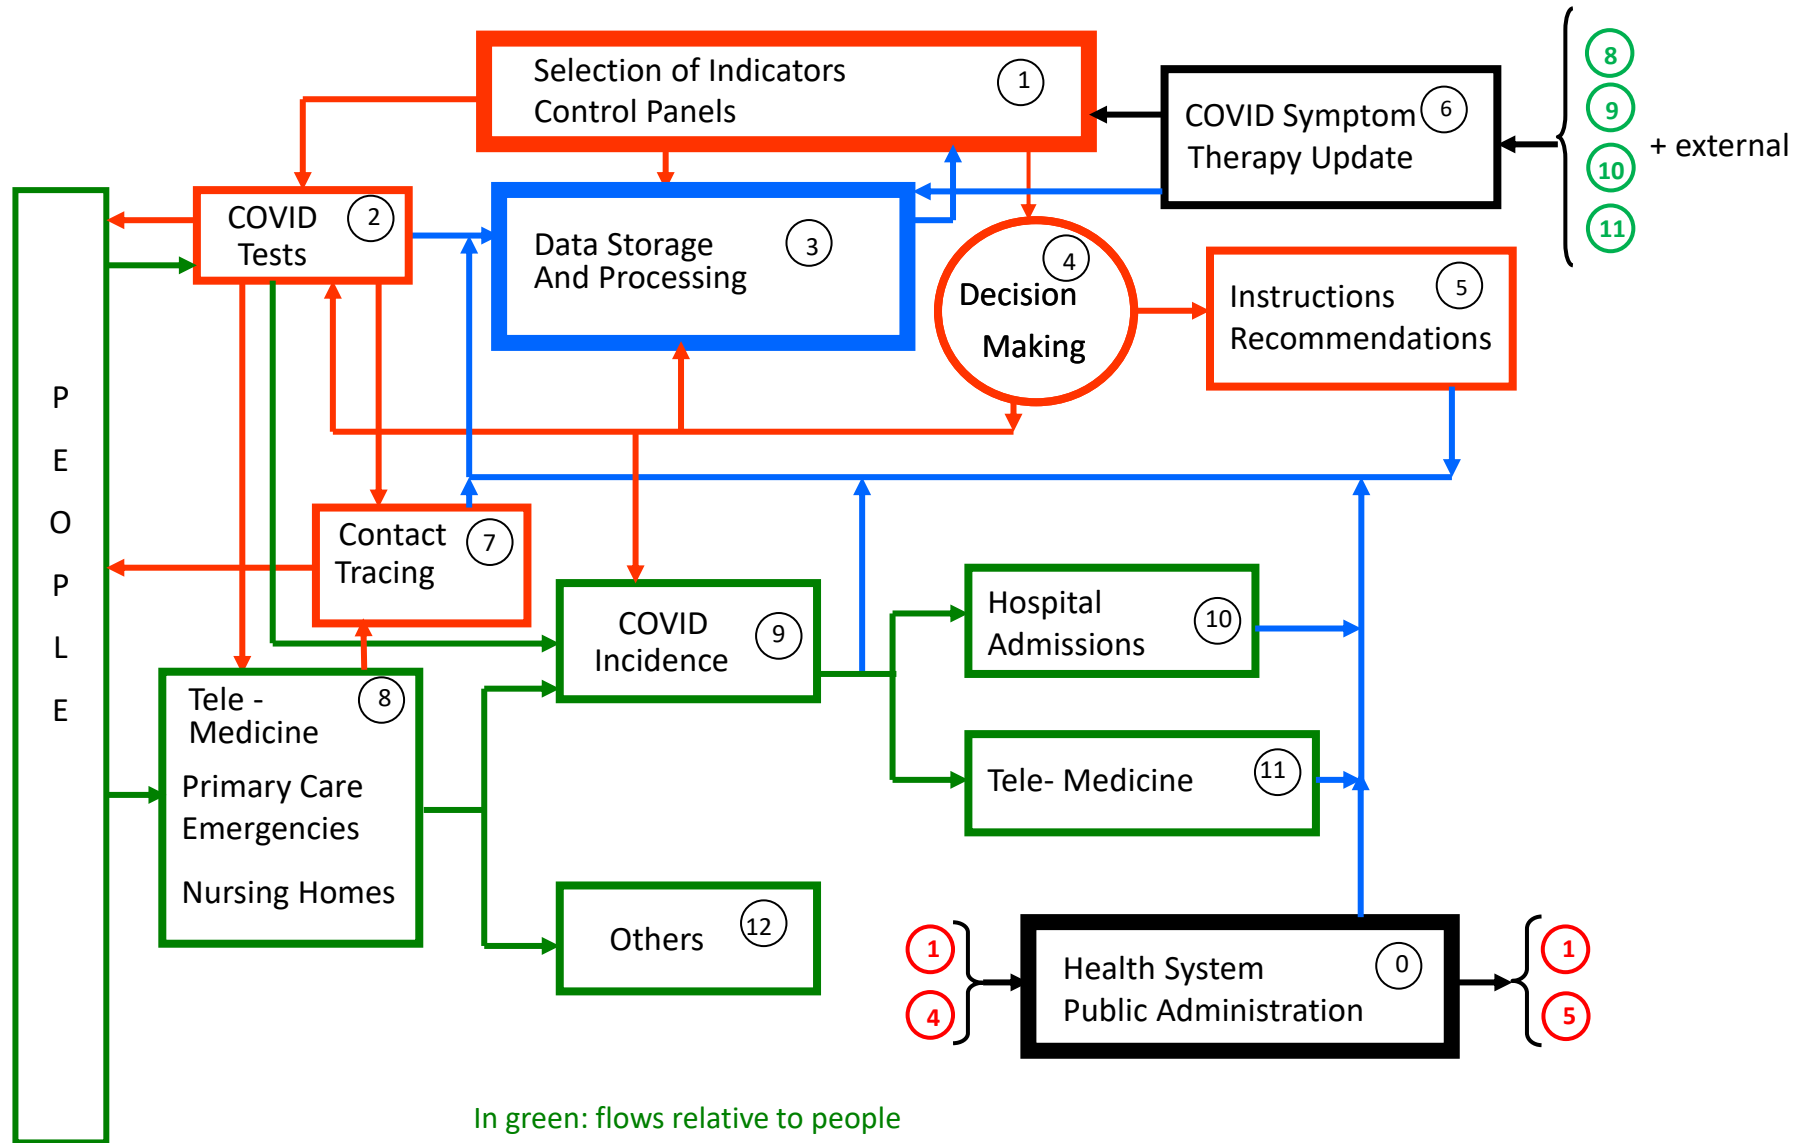 Selection of Indicators
Control Panels
1
COVID Symptom
Therapy Update
6
8
9
10
11
+ external
COVID
Tests
2
Data Storage
And Processing
3
4
Decision
Making
Instructions
Recommendations
5
P
E
O
P
L
E
Contact
Tracing
7
COVID
Incidence
9
Hospital
Admissions
10
Tele -
Medicine
8
Primary Care
Emergencies
Nursing Homes
Tele- Medicine
11
Others
12
1
4
Health System
Public Administration
0
1
5
In green: flows relative to people